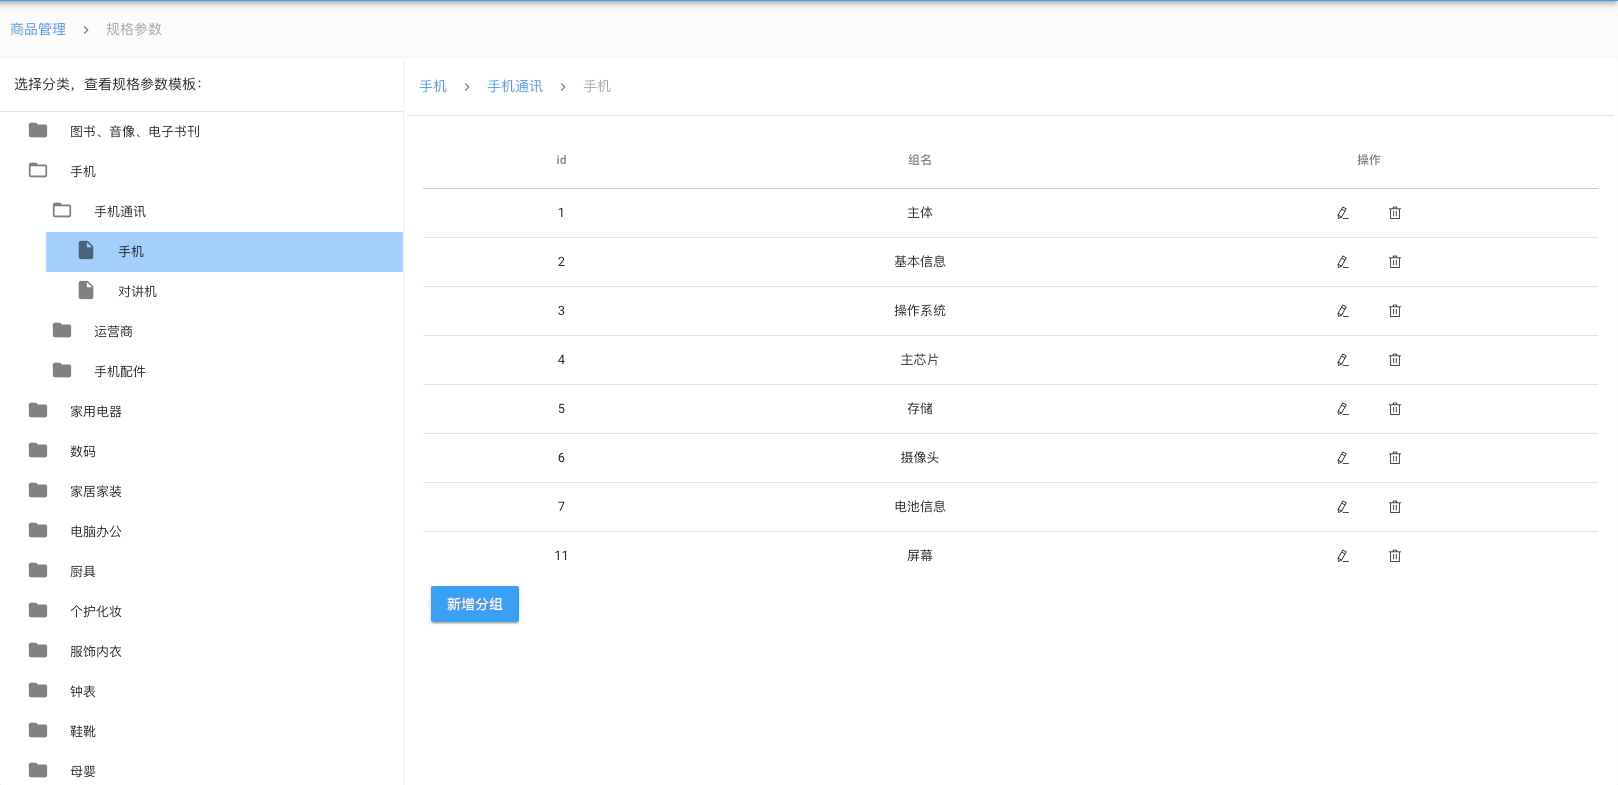 商品管理 > 规格参数
选择分类，查看规格参数模板：
图书、音像、电子书刊
手机
手机通讯
手机
对讲机
运营商
手机配件
家用电器
数码
家居家装
电脑办公
厨具
个护化妆
服饰内衣
钟表
鞋靴
母婴
手机 > 手机通讯 > 手机
id 组名 操作
1 主体
2 基本信息
3 操作系统
4 主芯片
5 存储
6 摄像头
7 电池信息
11 屏幕
新增分组